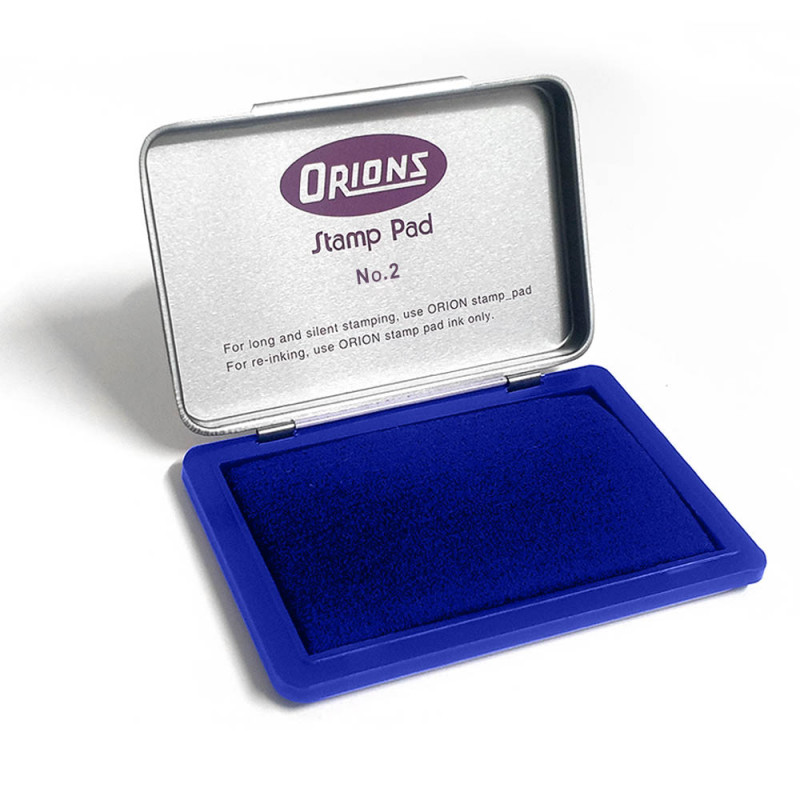 ORIONS
Stamp Pad
No.2
For long and silent stamping, use ORION stamp_pad
For re-inking, use ORION stamp pad ink only.